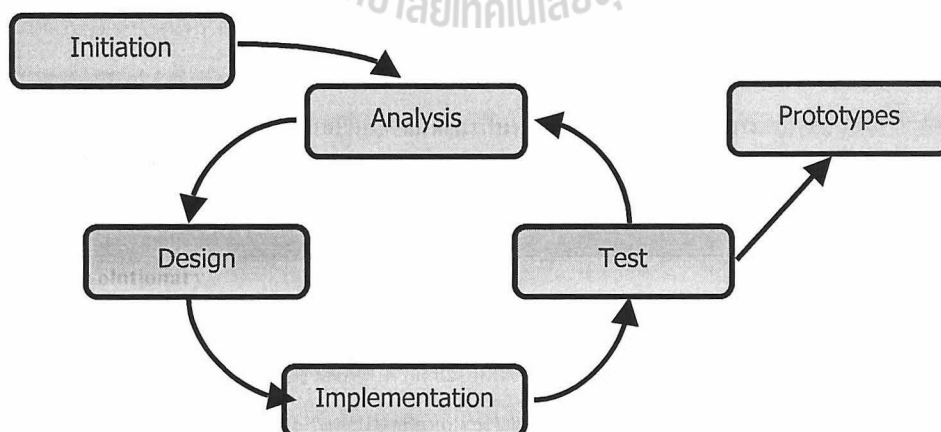 Initiation
Analysis
Prototypes
Design
Test
Implementation